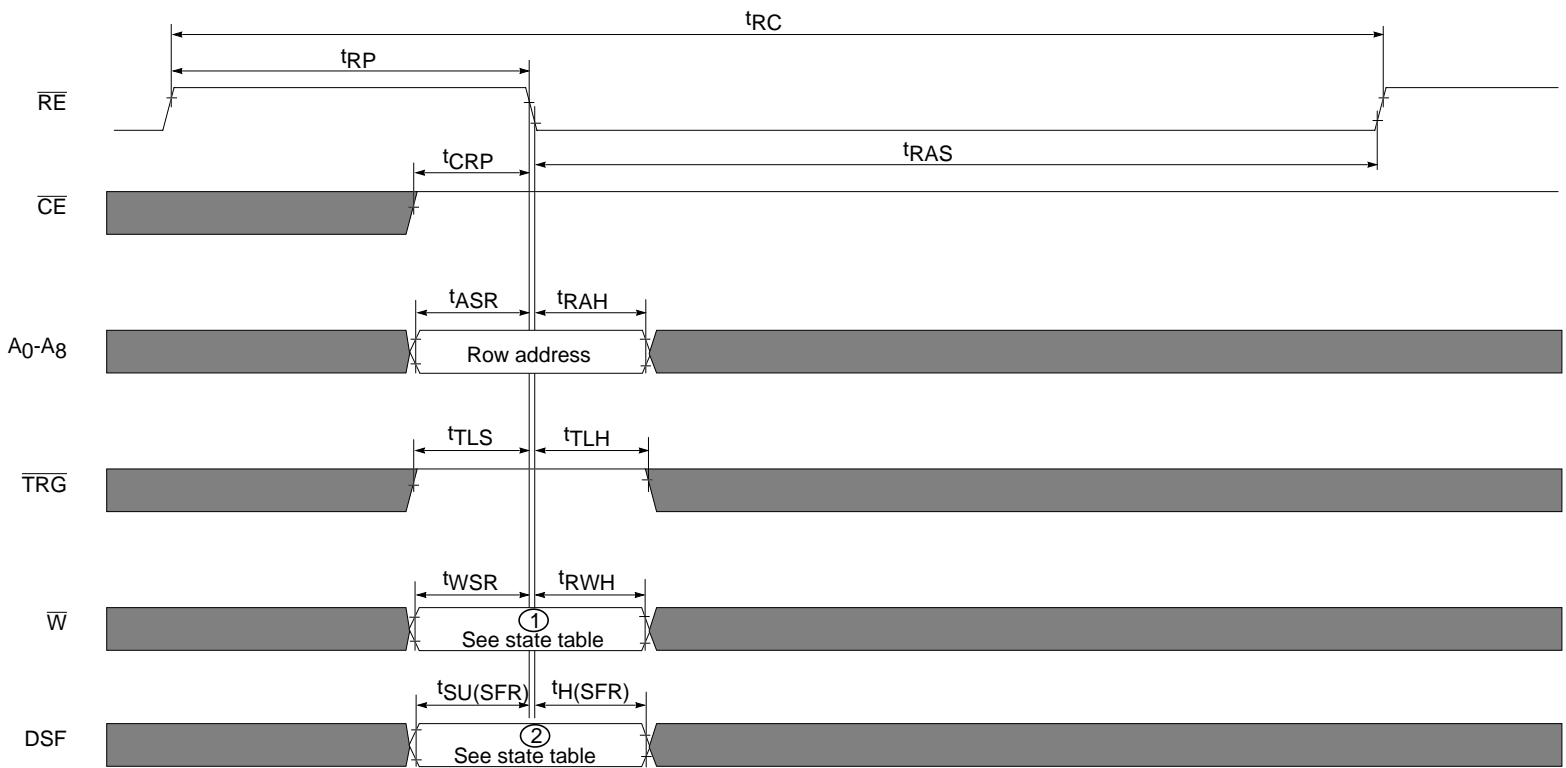 tRC
tRP
RE
tCRP
tRAS
CE
tASR
tRAH
A0-A8
Row address
tTLS
tTLH
TRG
tWSR
tRWH
W
1
See state table
tSU(SFR)
tH(SFR)
DSF
2
See state table